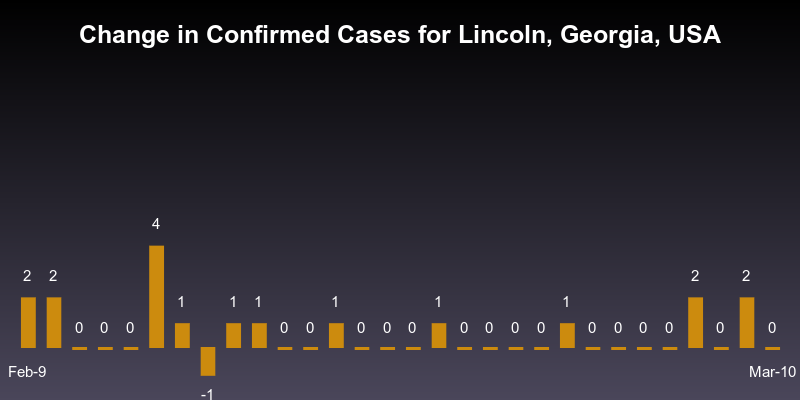 Change in Confirmed Cases for Lincoln, Georgia, USA
2 2 0 0 0 4 1 -1 1 1 0 0 1 0 0 0 1 0 0 0 0 1 0 0 0 0 2 0 2 0
Feb-9 Mar-10